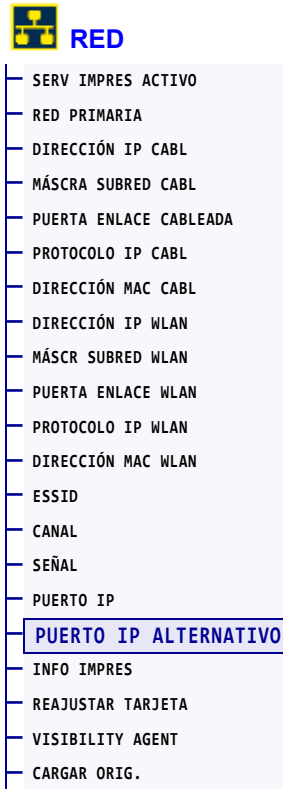 RED
SERV IMPRES ACTIVO
RED PRIMARIA
DIRECCIÓN IP CABL
MÁSCRA SUBRED CABL
PUERTA ENLACE CABLEADA
PROTOCOLO IP CABL
DIRECCIÓN MAC CABL
DIRECCIÓN IP WLAN
MÁSCR SUBRED WLAN
PUERTA ENLACE WLAN
PROTOCOLO IP WLAN
DIRECCIÓN MAC WLAN
ESSID
CANAL
SEÑAL
PUERTO IP
PUERTO IP ALTERNATIVO
INFO IMPRES
REAJUSTAR TARJETA
VISIBILITY AGENT
CARGAR ORIG.